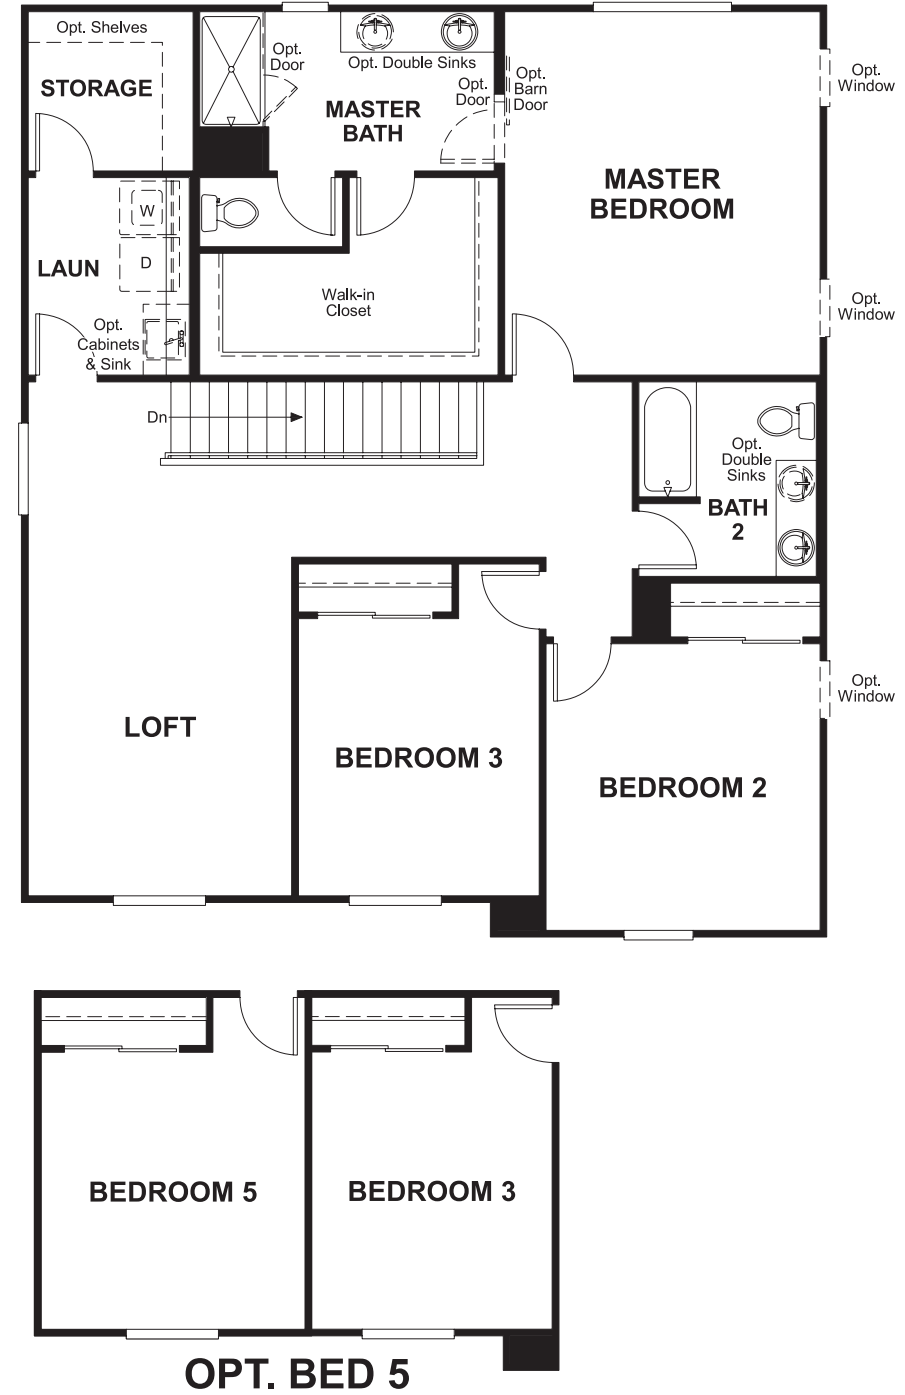 Opt. Shelves
STORAGE
Opt.
Door
Opt. Double Sinks
MASTER
BATH
Opt.
Door
Opt.
Barn
Door
Opt.
Window
MASTER
BEDROOM
W
D
LAUN
Opt.
Cabinets
& Sink
Walk-in
Closet
Opt.
Window
Dn
Opt.
Double
Sinks
BATH
2
LOFT
BEDROOM 3
BEDROOM 2
Opt.
Window
BEDROOM 5
BEDROOM 3
OPT. BED 5